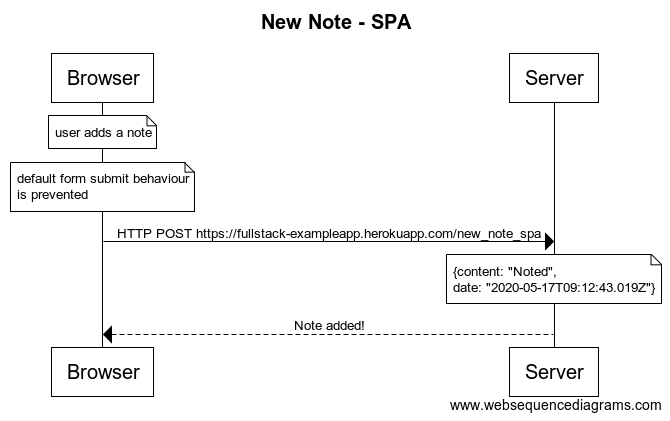 New Note - SPA
Browser
Server
user adds a note
default form submit behaviour
is prevented
HTTP POST https://fullstack-exampleapp.herokuapp.com/new_note_spa
{content: "Noted",
date: "2020-05-17T09:12:43.019Z"}
Note added!
Browser
Server
www.websequencediagrams.com